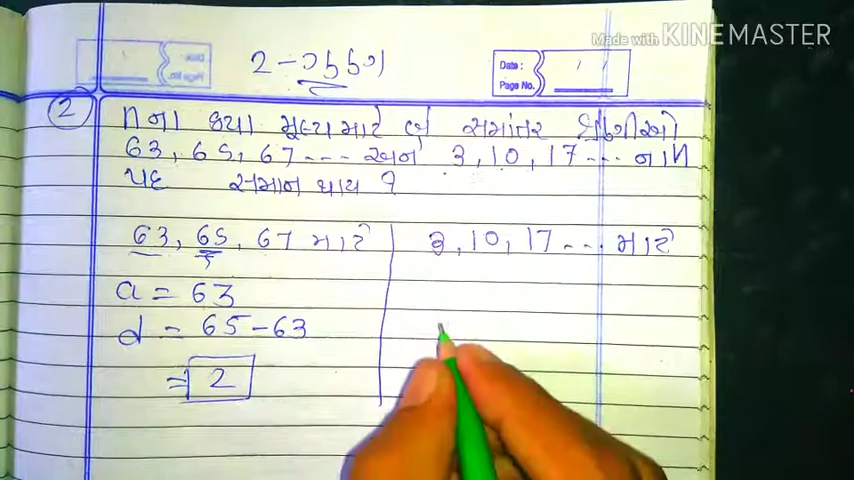 Made with KINEMASTER
2-ગુણ
Date: / /
Page No.
② nના કયા મૂલ્ય માટે બે સમાંતર શ્રેણીઓ
63, 65, 67 --- અને 3, 10, 17 --- ના n
પદ સમાન થાય ?
63, 65, 67 માટે
a = 63
d = 65 - 63
= 2
3, 10, 17 --- માટે